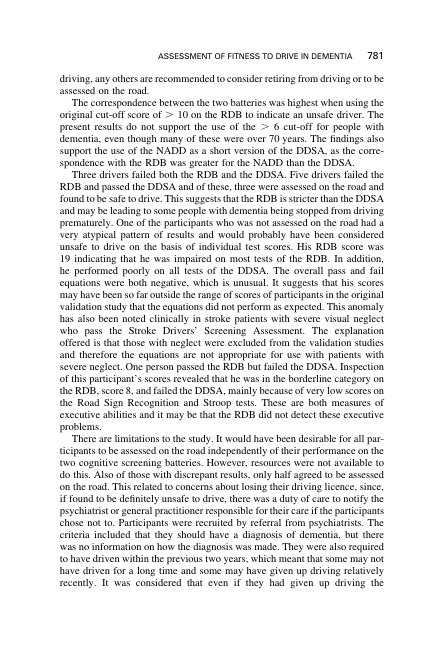 ASSESSMENT OF FITNESS TO DRIVE IN DEMENTIA 781
driving, any others are recommended to consider retiring from driving or to be
assessed on the road.
The correspondence between the two batteries was highest when using the
original cut-off score of > 10 on the RDB to indicate an unsafe driver. The
present results do not support the use of the > 6 cut-off for people with
dementia, even though many of these were over 70 years. The findings also
support the use of the NADD as a short version of the DDSA, as the corre-
spondence with the RDB was greater for the NADD than the DDSA.
Three drivers failed both the RDB and the DDSA. Five drivers failed the
RDB and passed the DDSA and of these, three were assessed on the road and
found to be safe to drive. This suggests that the RDB is stricter than the DDSA
and may be leading to some people with dementia being stopped from driving
prematurely. One of the participants who was not assessed on the road had a
very atypical pattern of results and would probably have been considered
unsafe to drive on the basis of individual test scores. His RDB score was
19 indicating that he was impaired on most tests of the RDB. In addition,
he performed poorly on all tests of the DDSA. The overall pass and fail
equations were both negative, which is unusual. It suggests that his scores
may have been so far outside the range of scores of participants in the original
validation study that the equations did not perform as expected. This anomaly
has also been noted clinically in stroke patients with severe visual neglect
who pass the Stroke Drivers' Screening Assessment. The explanation
offered is that those with neglect were excluded from the validation studies
and therefore the equations are not appropriate for use with patients with
severe neglect. One person passed the RDB but failed the DDSA. Inspection
of this participant's scores revealed that he was in the borderline category on
the RDB, score 8, and failed the DDSA, mainly because of very low scores on
the Road Sign Recognition and Stroop tests. These are both measures of
executive abilities and it may be that the RDB did not detect these executive
problems.
There are limitations to the study. It would have been desirable for all par-
ticipants to be assessed on the road independently of their performance on the
two cognitive screening batteries. However, resources were not available to
do this. Also of those with discrepant results, only half agreed to be assessed
on the road. This related to concerns about losing their driving licence, since,
if found to be definitely unsafe to drive, there was a duty of care to notify the
psychiatrist or general practitioner responsible for their care if the participants
chose not to. Participants were recruited by referral from psychiatrists. The
criteria included that they should have a diagnosis of dementia, but there
was no information on how the diagnosis was made. They were also required
to have driven within the previous two years, which meant that some may not
have driven for a long time and some may have given up driving relatively
recently. It was considered that even if they had given up driving the